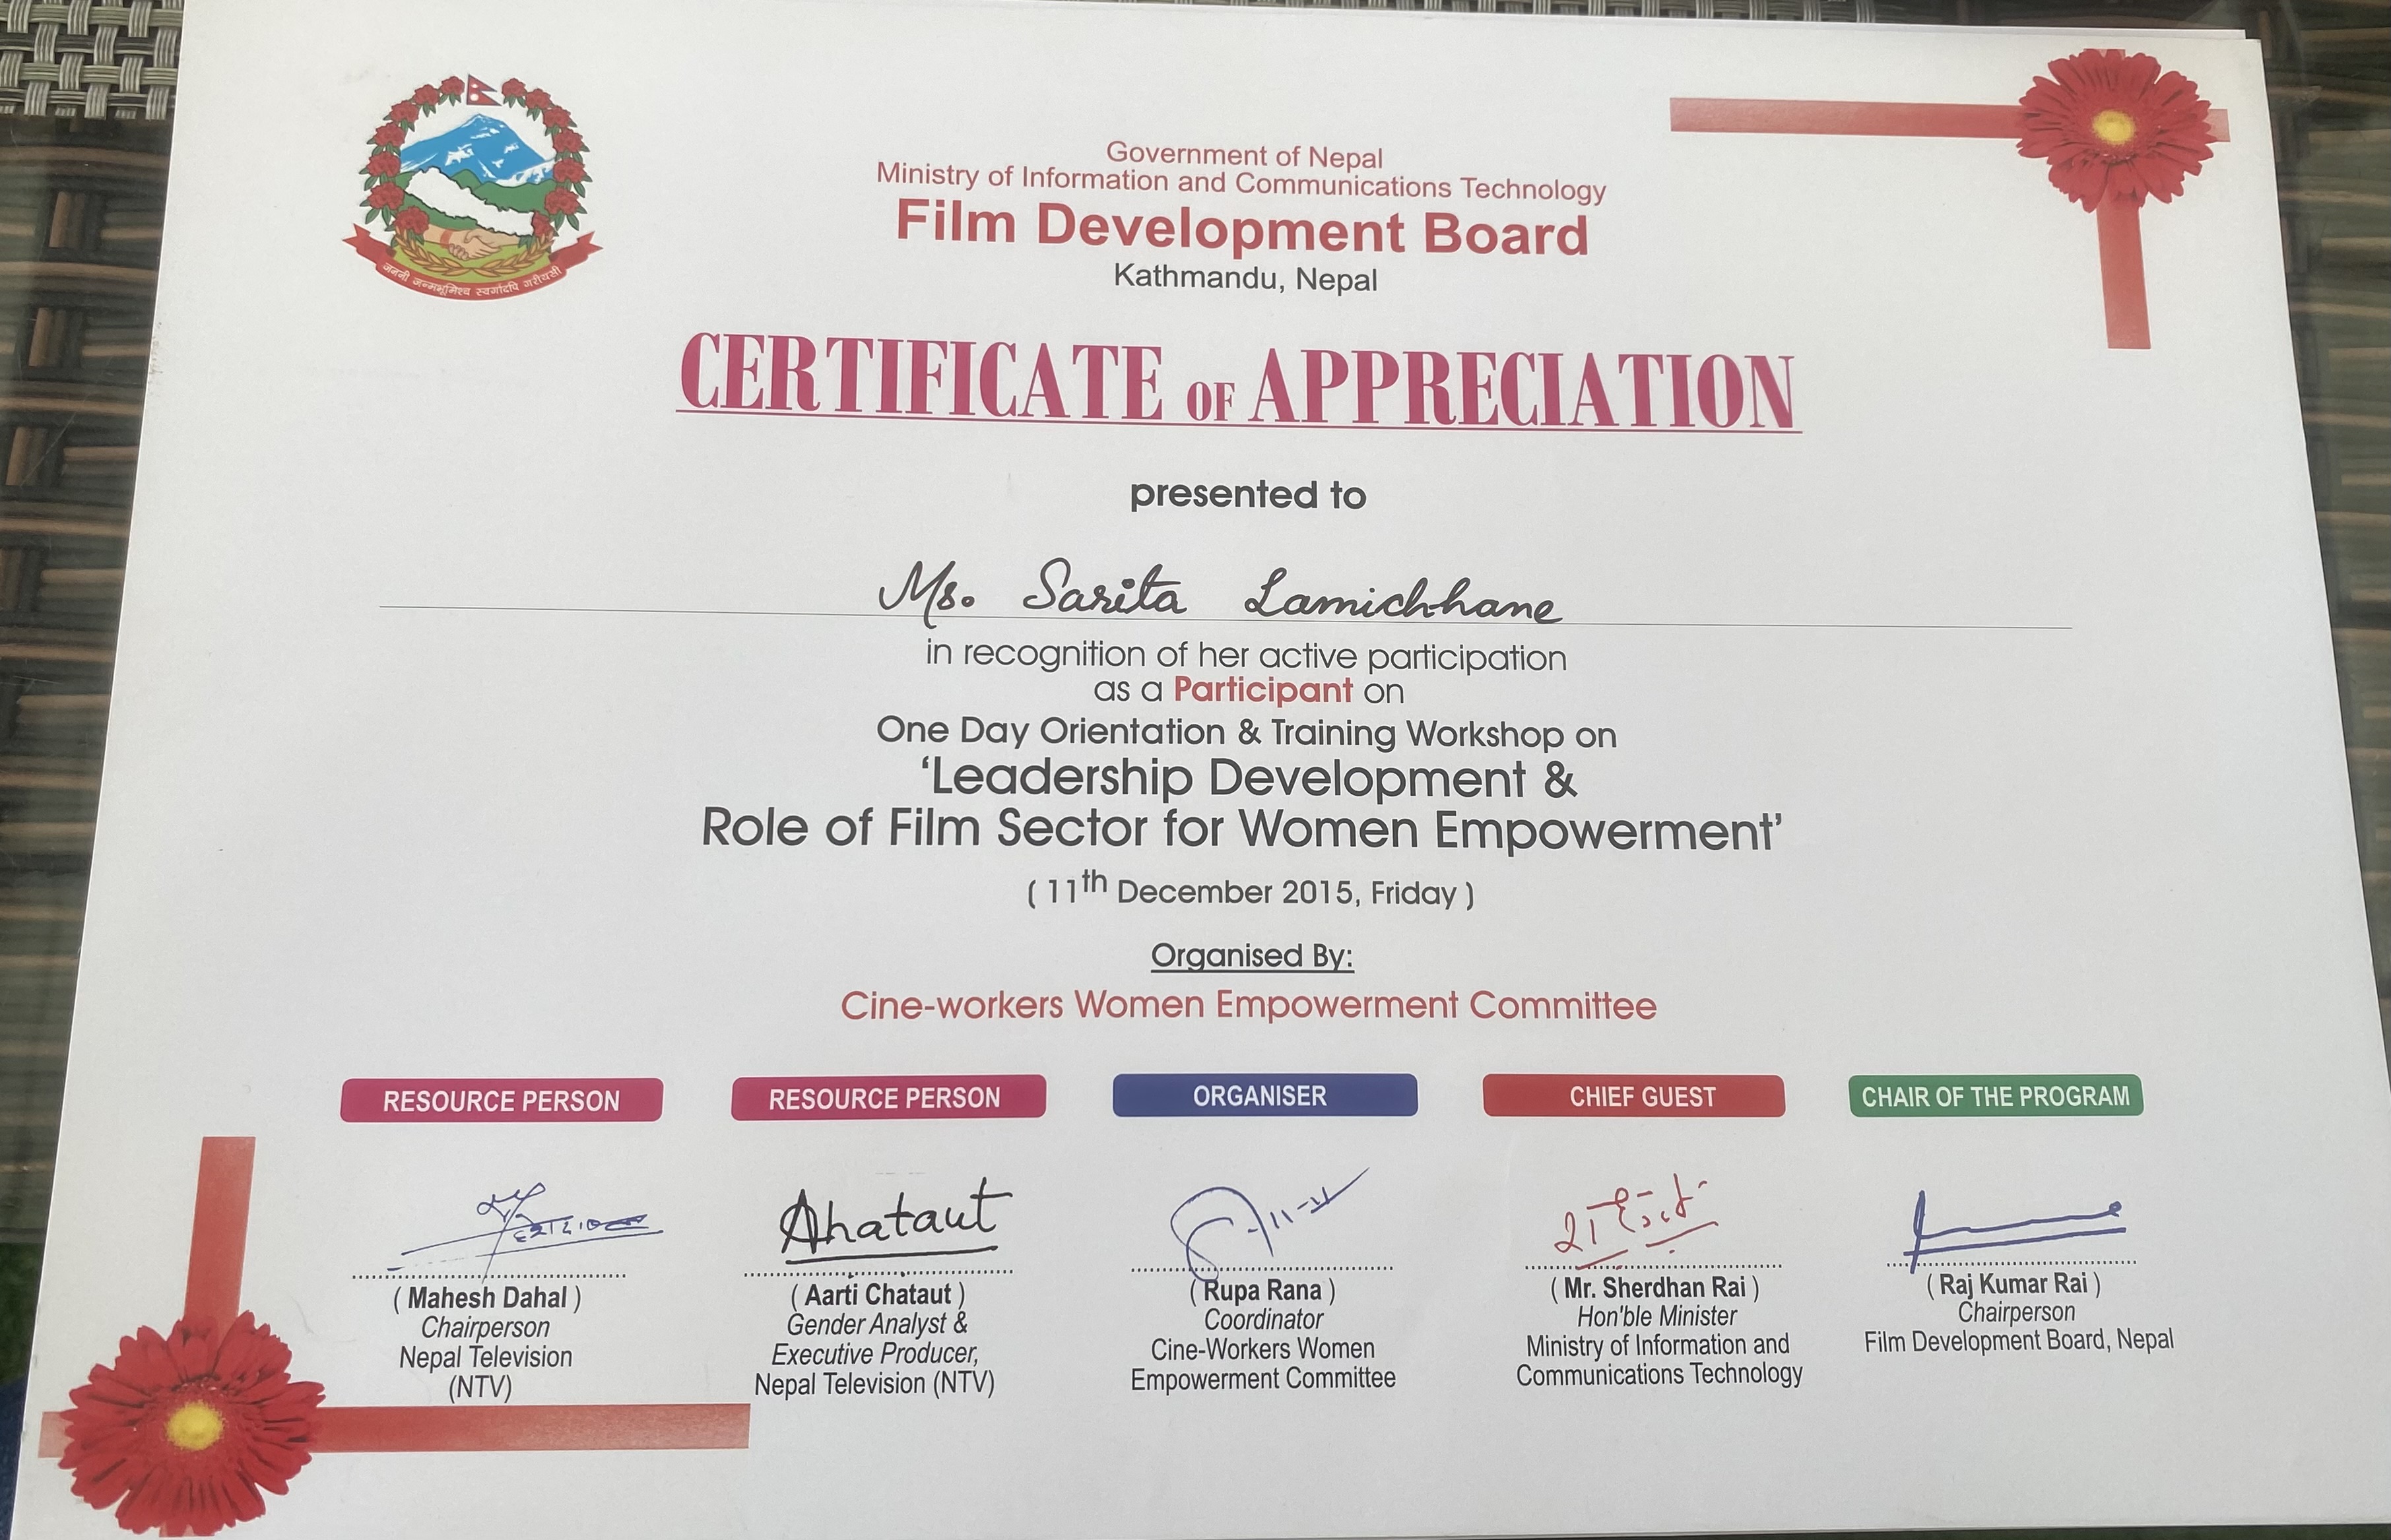 Government of Nepal
Ministry of Information and Communications Technology
Film Development Board
Kathmandu, Nepal
जननी जन्मभूमिश्च स्वर्गादपि गरीयसी
CERTIFICATE OF APPRECIATION
presented to
Ms. Sarita Lamichhane
in recognition of her active participation
as a Participant on
One Day Orientation & Training Workshop on
‘Leadership Development &
Role of Film Sector for Women Empowerment’
( 11th December 2015, Friday )
Organised By:
Cine-workers Women Empowerment Committee
RESOURCE PERSON
( Mahesh Dahal )
Chairperson
Nepal Television
(NTV)
RESOURCE PERSON
Ahataut
( Aarti Chataut )
Gender Analyst &
Executive Producer,
Nepal Television (NTV)
ORGANISER
( Rupa Rana )
Coordinator
Cine-Workers Women
Empowerment Committee
CHIEF GUEST
( Mr. Sherdhan Rai )
Hon'ble Minister
Ministry of Information and
Communications Technology
CHAIR OF THE PROGRAM
( Raj Kumar Rai )
Chairperson
Film Development Board, Nepal